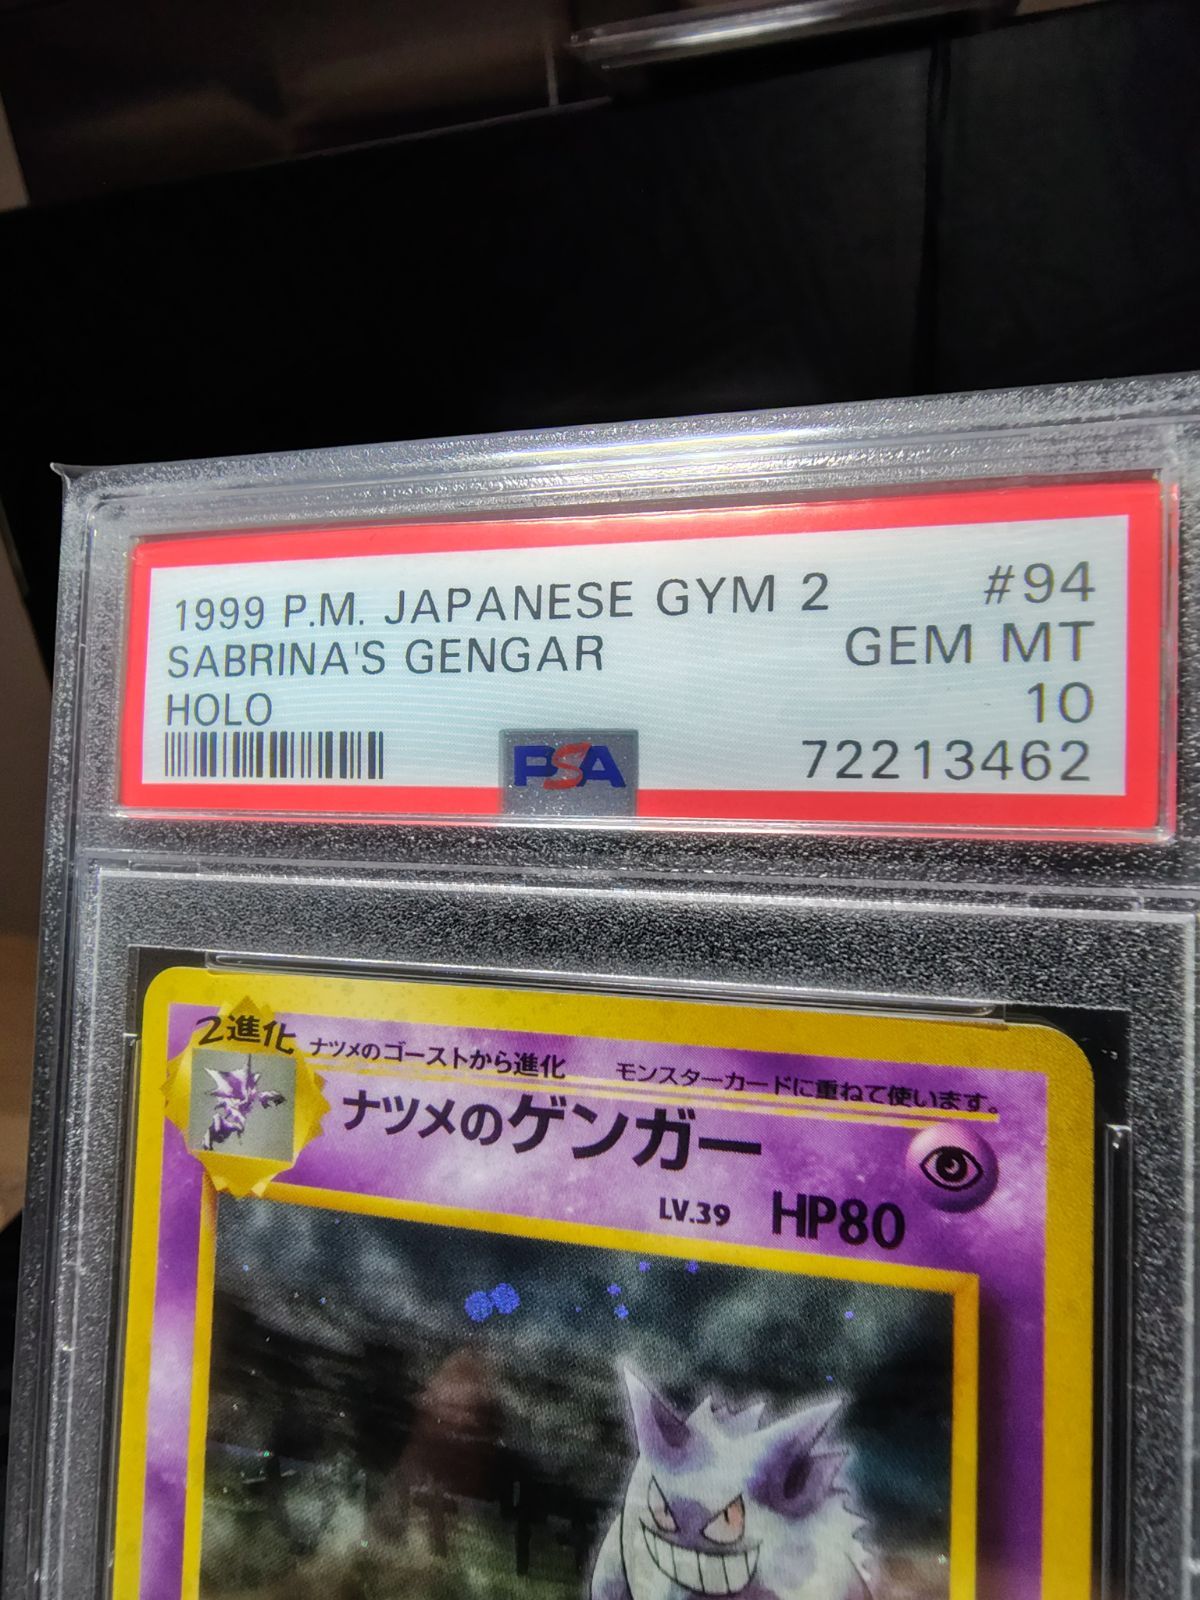 1999 P.M. JAPANESE GYM 2 #94
SABRINA'S GENGAR GEM MT
HOLO 10
PSA 72213462
2進化 ナツメのゴーストから進化 モンスターカードに重ねて使います。
ナツメのゲンガー
LV.39 HP80